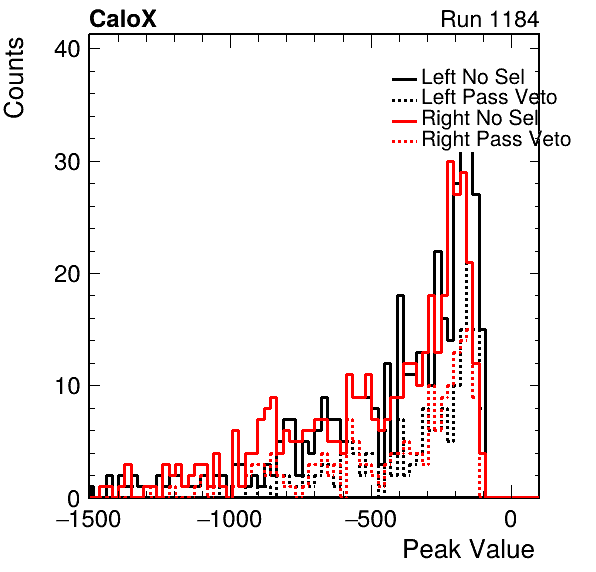 CaloX Run 1184
Counts
40
30
20
10
0
Left No Sel
Left Pass Veto
Right No Sel
Right Pass Veto
−1500 −1000 −500 0
Peak Value